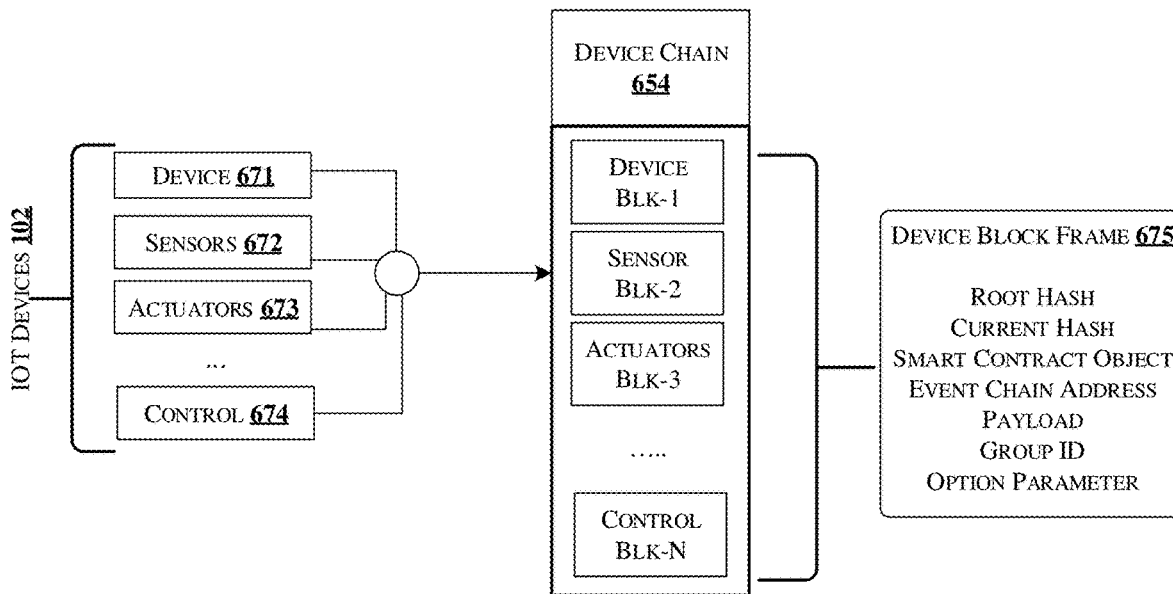 IOT DEVICES 102
DEVICE 671
SENSORS 672
ACTUATORS 673
...
CONTROL 674
DEVICE CHAIN
654
DEVICE
BLK-1
SENSOR
BLK-2
ACTUATORS
BLK-3
.....
CONTROL
BLK-N
DEVICE BLOCK FRAME 675
ROOT HASH
CURRENT HASH
SMART CONTRACT OBJECT
EVENT CHAIN ADDRESS
PAYLOAD
GROUP ID
OPTION PARAMETER